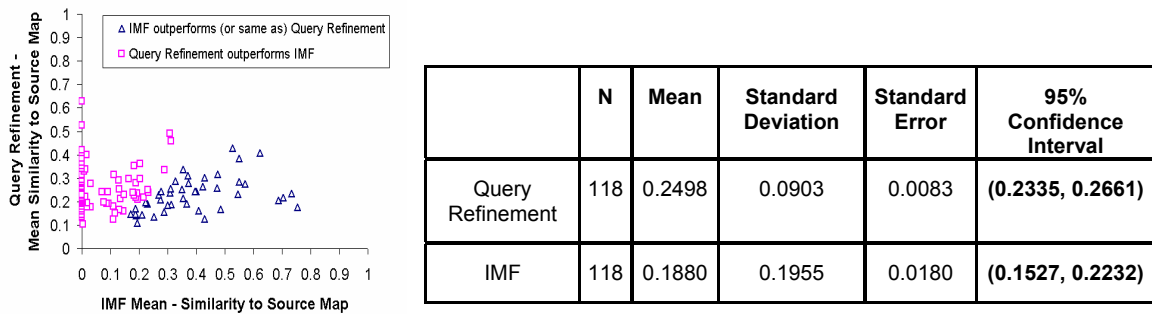 Query Refinement -
Mean Similarity to Source Map
1
0.9
0.8
0.7
0.6
0.5
0.4
0.3
0.2
0.1
0
IMF outperforms (or same as) Query Refinement
Query Refinement outperforms IMF
0 0.1 0.2 0.3 0.4 0.5 0.6 0.7 0.8 0.9 1
IMF Mean - Similarity to Source Map
N Mean Standard Standard 95%
Deviation Error Confidence
Interval
Query 118 0.2498 0.0903 0.0083 (0.2335, 0.2661)
Refinement
IMF 118 0.1880 0.1955 0.0180 (0.1527, 0.2232)